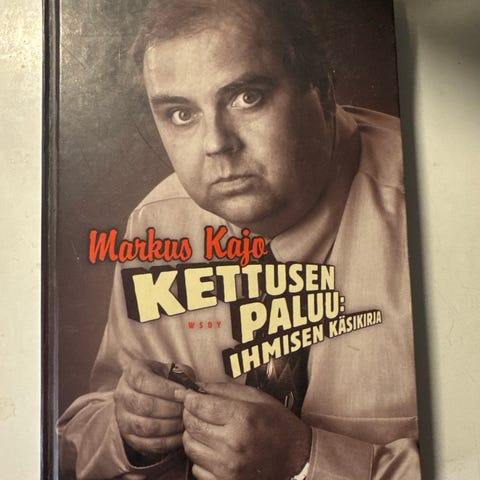 Markus Kajo
KETTUSEN
PALUU:
WSOY
IHMISEN KÄSIKIRJA